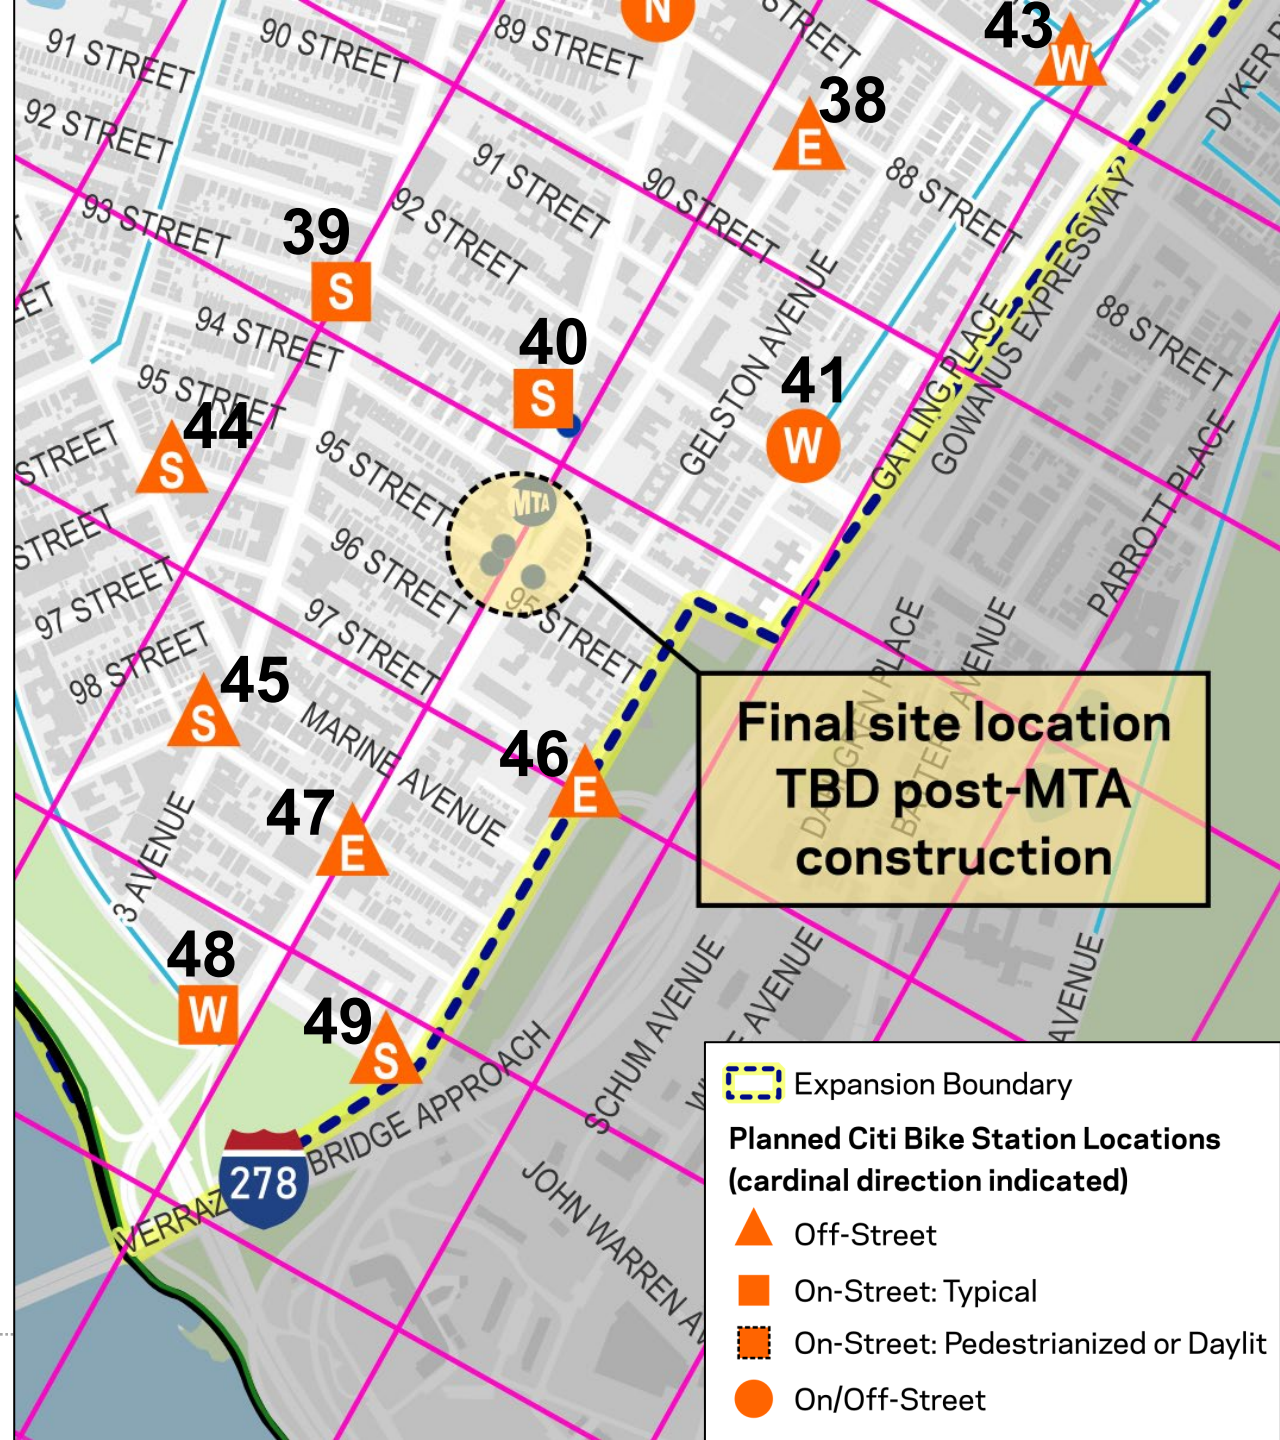 N
STREET
43
W
DYKER
91 STREET
90 STREET
89 STREET
38
E
92 STREET
91 STREET
90 STREET
88 STREET
93 STREET
92 STREET
39
S
94 STREET
GELSTON AVENUE
GATLING PLACE
GOWANUS EXPRESSWAY
88 STREET
40
S
41
W
95 STREET
44
S
STREET
95 STREET
MTA
PARROTT PLACE
STREET
96 STREET
95 STREET
97 STREET
97 STREET
98 STREET
45
S
MARINE AVENUE
46
E
Final site location
TBD post-MTA
construction
47
E
3 AVENUE
48
W
49
S
SCHUM AVENUE
AVENUE
AVENUE
278
VERRAZ
BRIDGE APPROACH
JOHN WARREN AV
Expansion Boundary
Planned Citi Bike Station Locations
(cardinal direction indicated)
Off-Street
On-Street: Typical
On-Street: Pedestrianized or Daylit
On/Off-Street